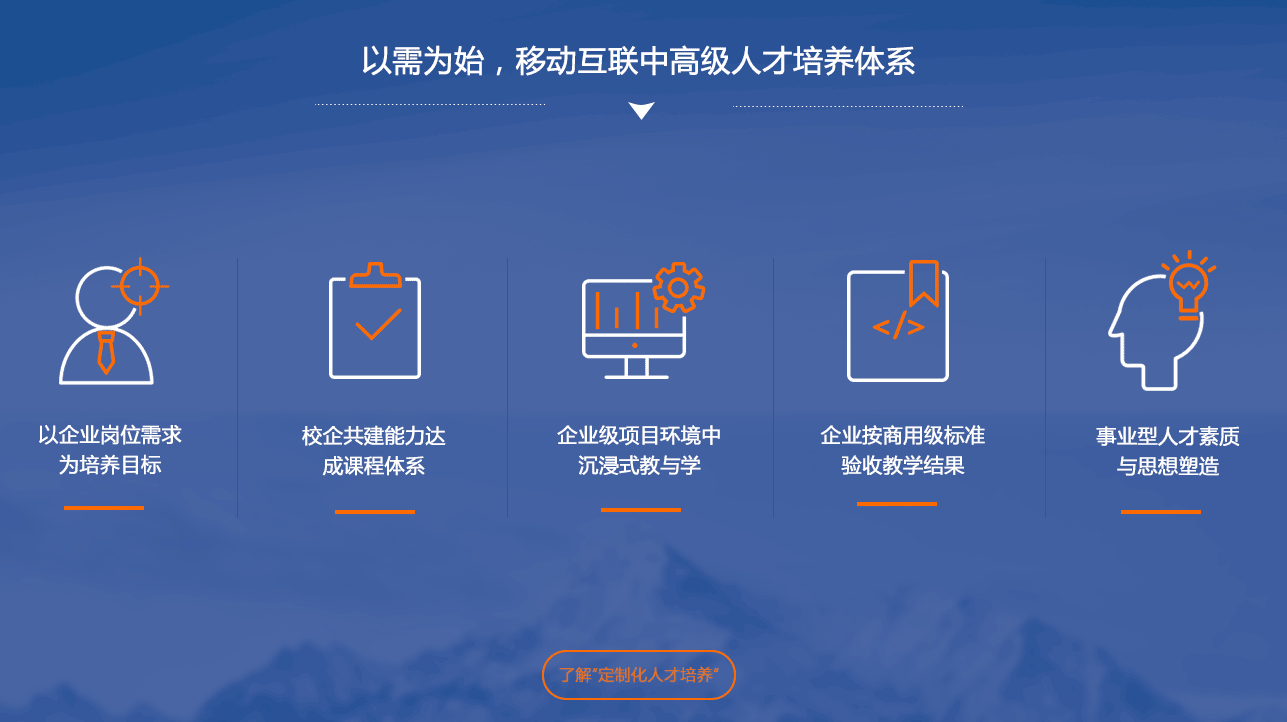 以需为始，移动互联中高级人才培养体系
以企业岗位需求
为培养目标
校企共建能力达
成课程体系
企业级项目环境中
沉浸式教与学
</>
企业按商用级标准
验收教学结果
事业型人才素质
与思想塑造
了解“定制化人才培养”